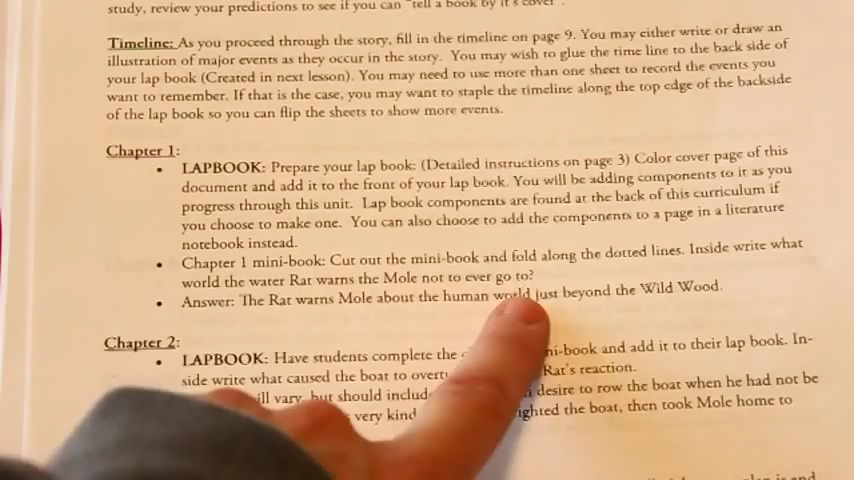 study, review your predictions to see if you can "tell a book by it's cover".
Timeline: As you proceed through the story, fill in the timeline on page 9. You may either write or draw an
illustration of major events as they occur in the story. You may wish to glue the time line to the back side of
your lap book (Created in next lesson). You may need to use more than one sheet to record the events you
want to remember. If that is the case, you may want to staple the timeline along the top edge of the backside
of the lap book so you can flip the sheets to show more events.
Chapter 1:
• LAPBOOK: Prepare your lap book: (Detailed instructions on page 3) Color cover page of this
document and add it to the front of your lap book. You will be adding components to it as you
progress through this unit. Lap book components are found at the back of this curriculum if
you choose to make one. You can also choose to add the components to a page in a literature
notebook instead.
• Chapter 1 mini-book: Cut out the mini-book and fold along the dotted lines. Inside write what
world the water Rat warns the Mole not to ever go to?
• Answer: The Rat warns Mole about the human world just beyond the Wild Wood.
Chapter 2:
• LAPBOOK: Have students complete the mini-book and add it to their lap book. In-
side write what caused the boat to Rat's reaction.
vary, but should desire to row the boat when he had not be
very kind the boat, then took Mole home to